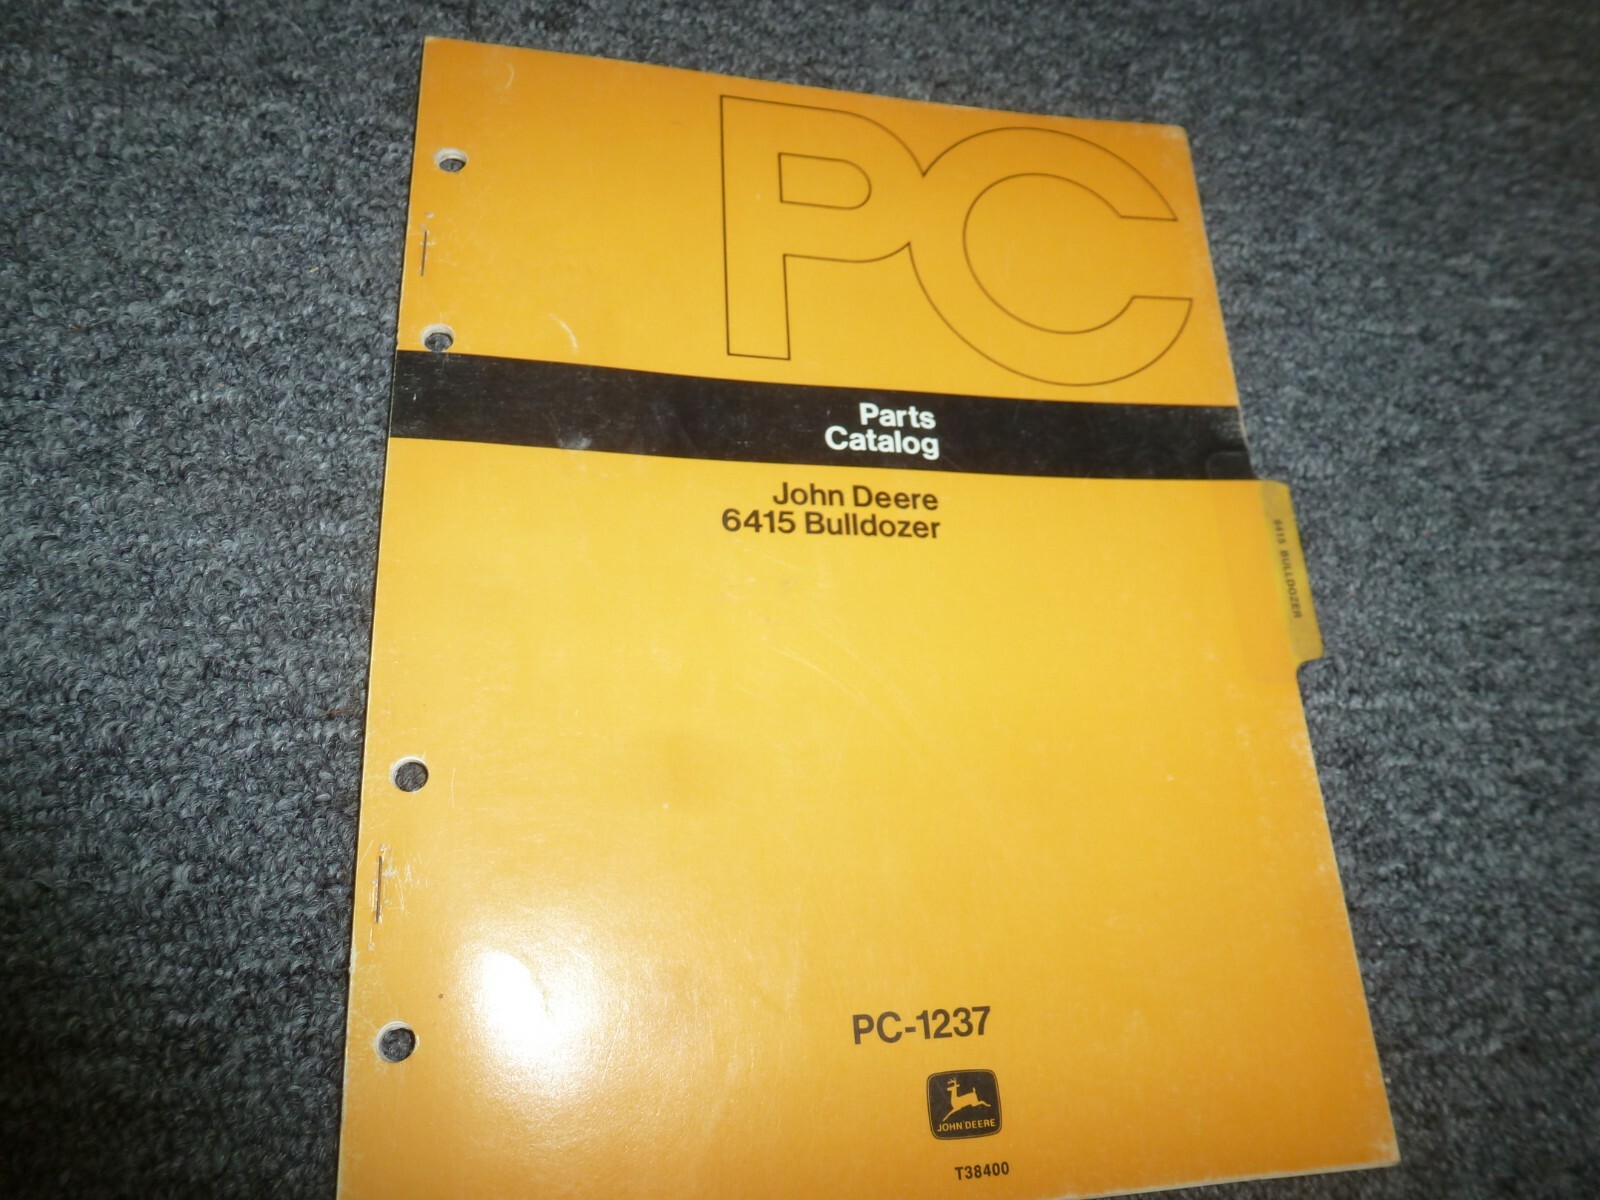 PC
Parts
Catalog
John Deere
6415 Bulldozer
6415 BULLDOZER
PC-1237
JOHN DEERE
T38400